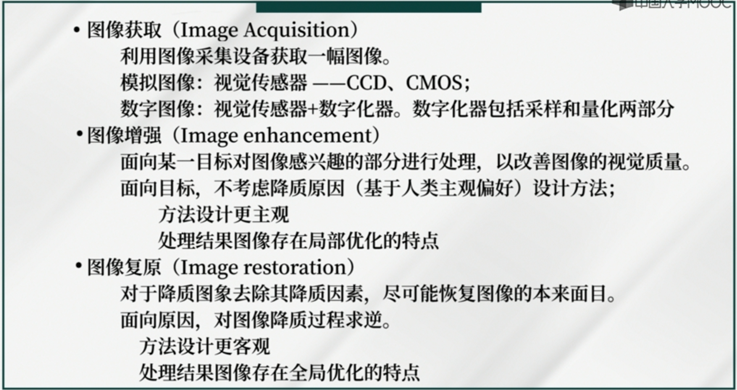 中国大学MOOC
• 图像获取（Image Acquisition）
利用图像采集设备获取一幅图像。
模拟图像：视觉传感器 ——CCD、CMOS；
数字图像：视觉传感器+数字化器。数字化器包括采样和量化两部分
• 图像增强（Image enhancement）
面向某一目标对图像感兴趣的部分进行处理，以改善图像的视觉质量。
面向目标，不考虑降质原因（基于人类主观偏好）设计方法；
方法设计更主观
处理结果图像存在局部优化的特点
• 图像复原（Image restoration）
对于降质图象去除其降质因素，尽可能恢复图像的本来面目。
面向原因，对图像降质过程求逆。
方法设计更客观
处理结果图像存在全局优化的特点